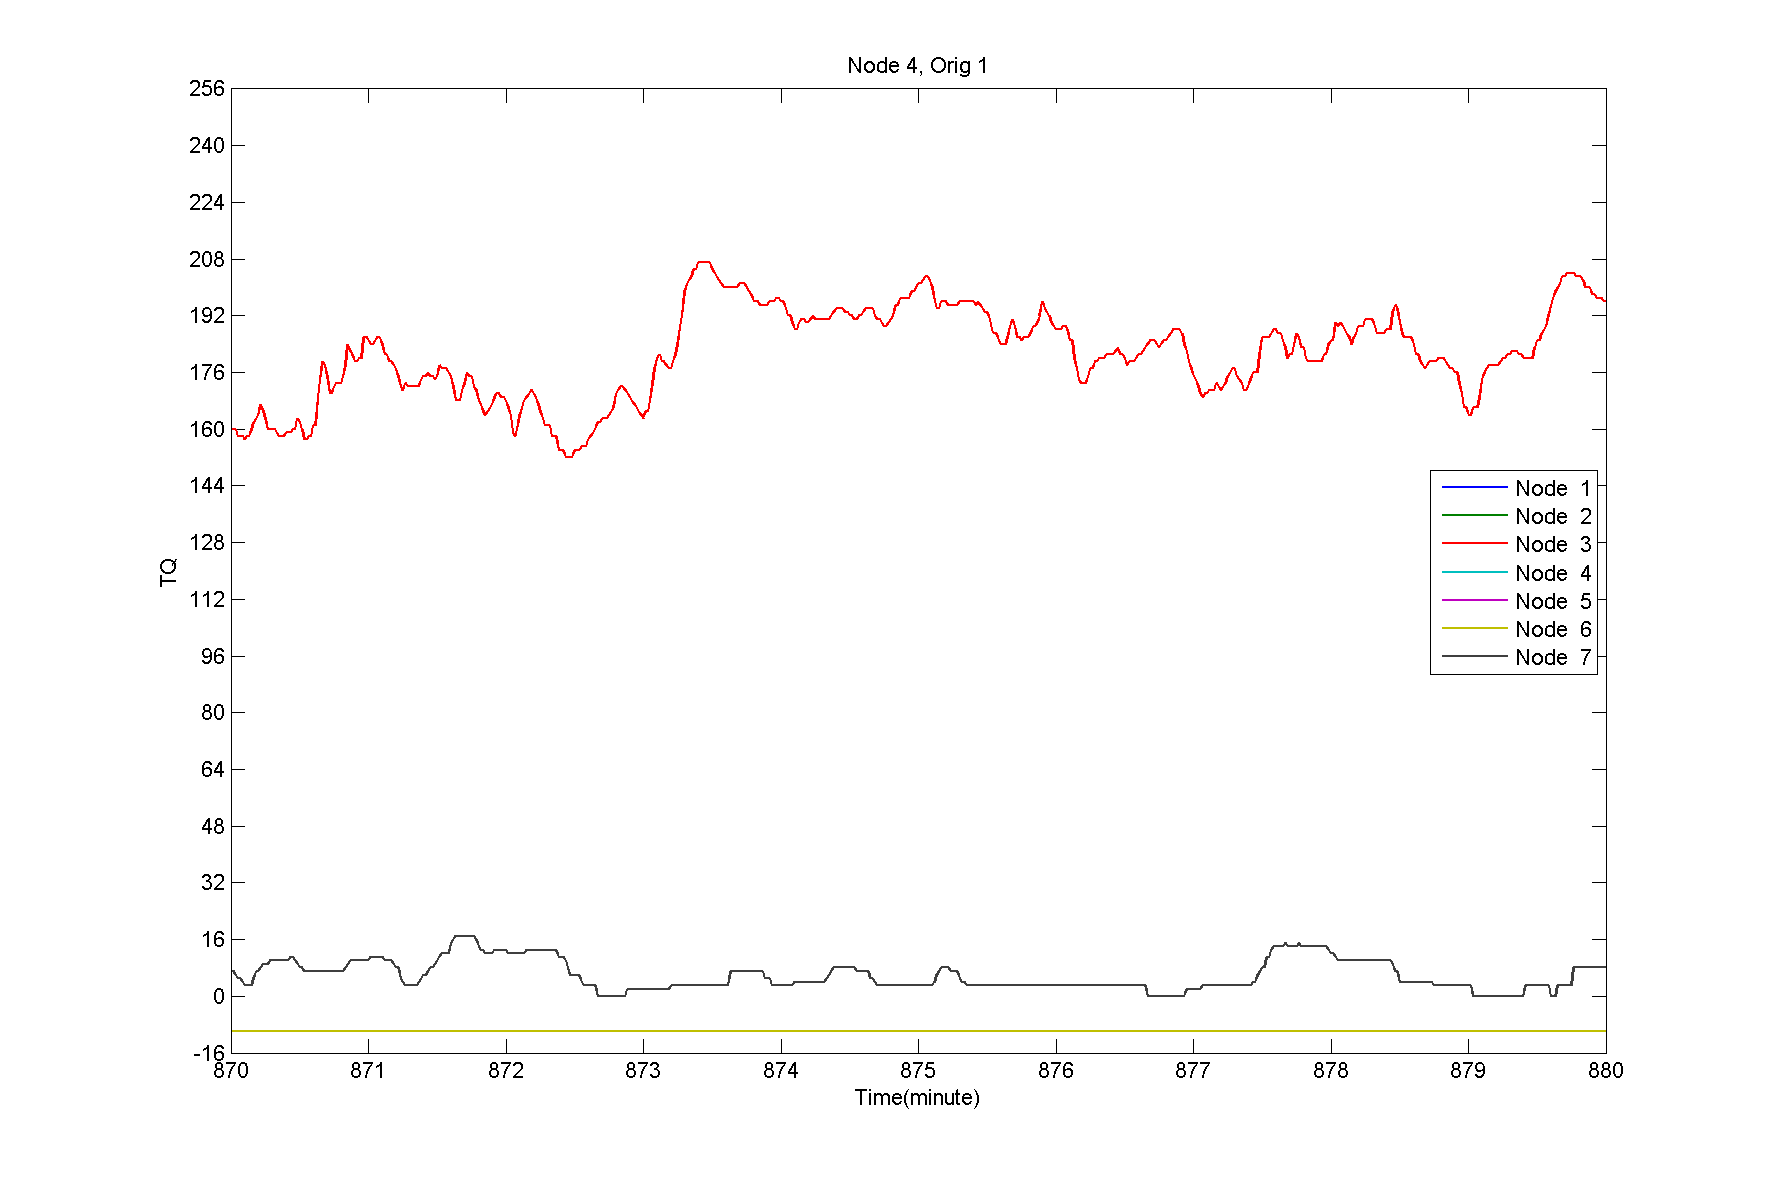 Node 4, Orig 1
256
240
224
208
192
176
160
144
128
112
96
80
64
48
32
16
0
-16
TQ
Node 1
Node 2
Node 3
Node 4
Node 5
Node 6
Node 7
870 871 872 873 874 875 876 877 878 879 880
Time(minute)